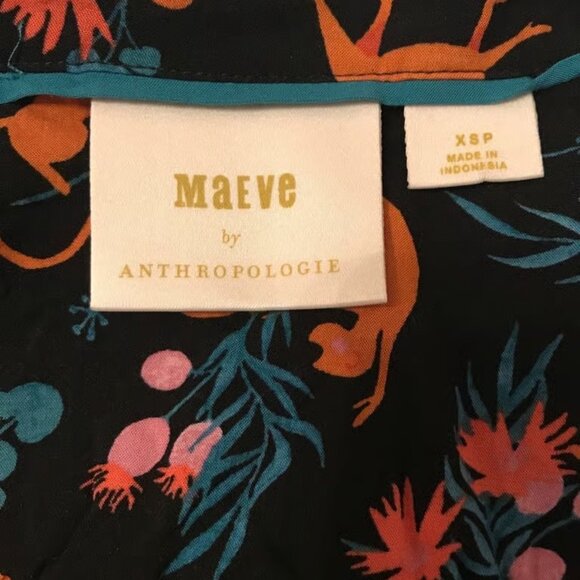 MaEVe
by
ANTHROPOLOGIE
XSP
MADE IN
INDONESIA